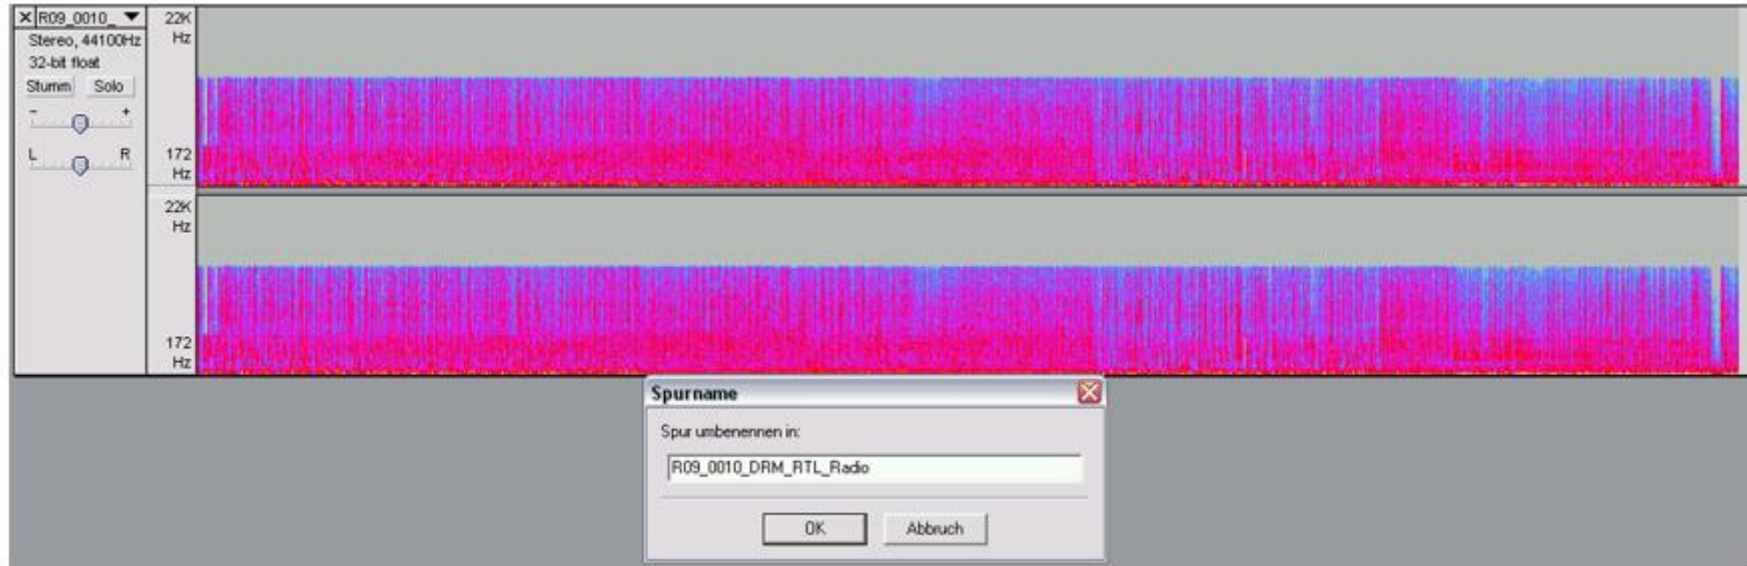 R09_0010_
Stereo, 44100Hz
32-bit float
Stumm Solo
- +
L R
22K
Hz
172
Hz
22K
Hz
172
Hz
Spurname
Spur umbenennen in:
R09_0010_DRM_RTL_Radio
OK Abbruch